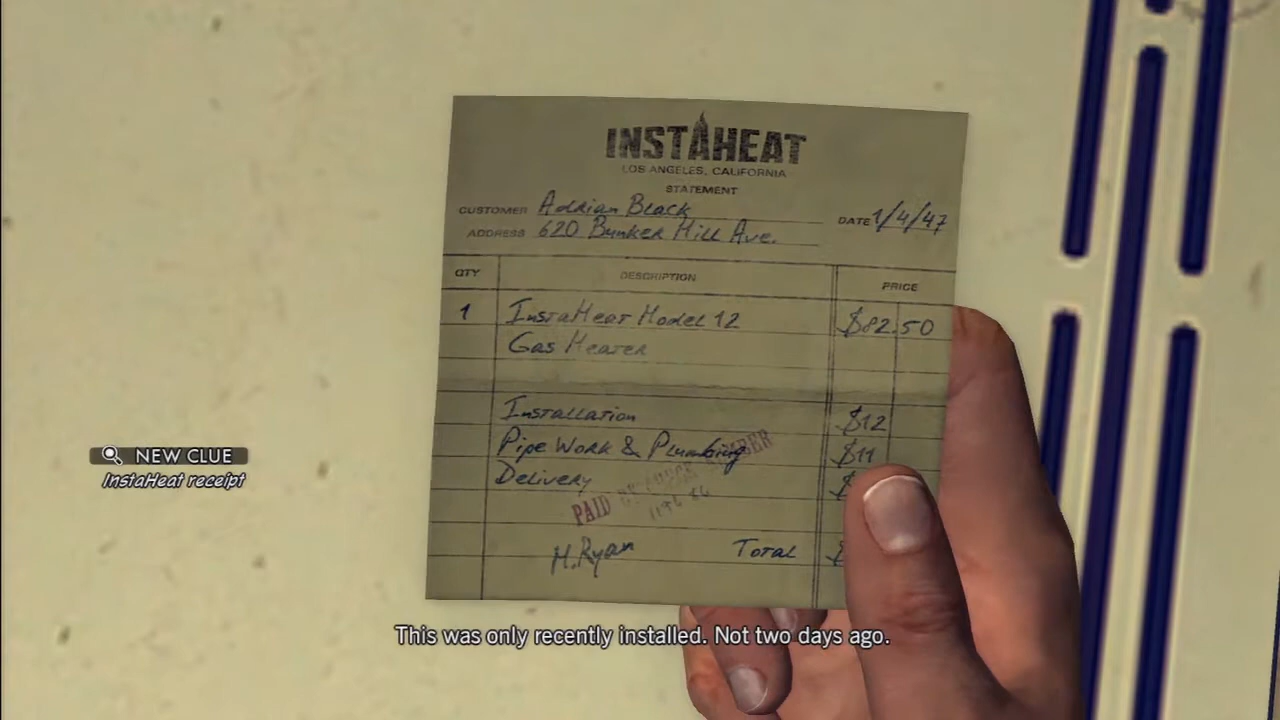 INSTAHEAT
LOS ANGELES, CALIFORNIA
STATEMENT
CUSTOMER Adrian Black
DATE 1/4/47
ADDRESS 620 Bunker Hill Ave.
QTY DESCRIPTION PRICE
1 InstaHeat Model 12 $82.50
Gas Heater
Installation $12
Pipe Work & Plumbing $11
Delivery $
PAID
H.Ryan Total $
NEW CLUE
InstaHeat receipt
This was only recently installed. Not two days ago.